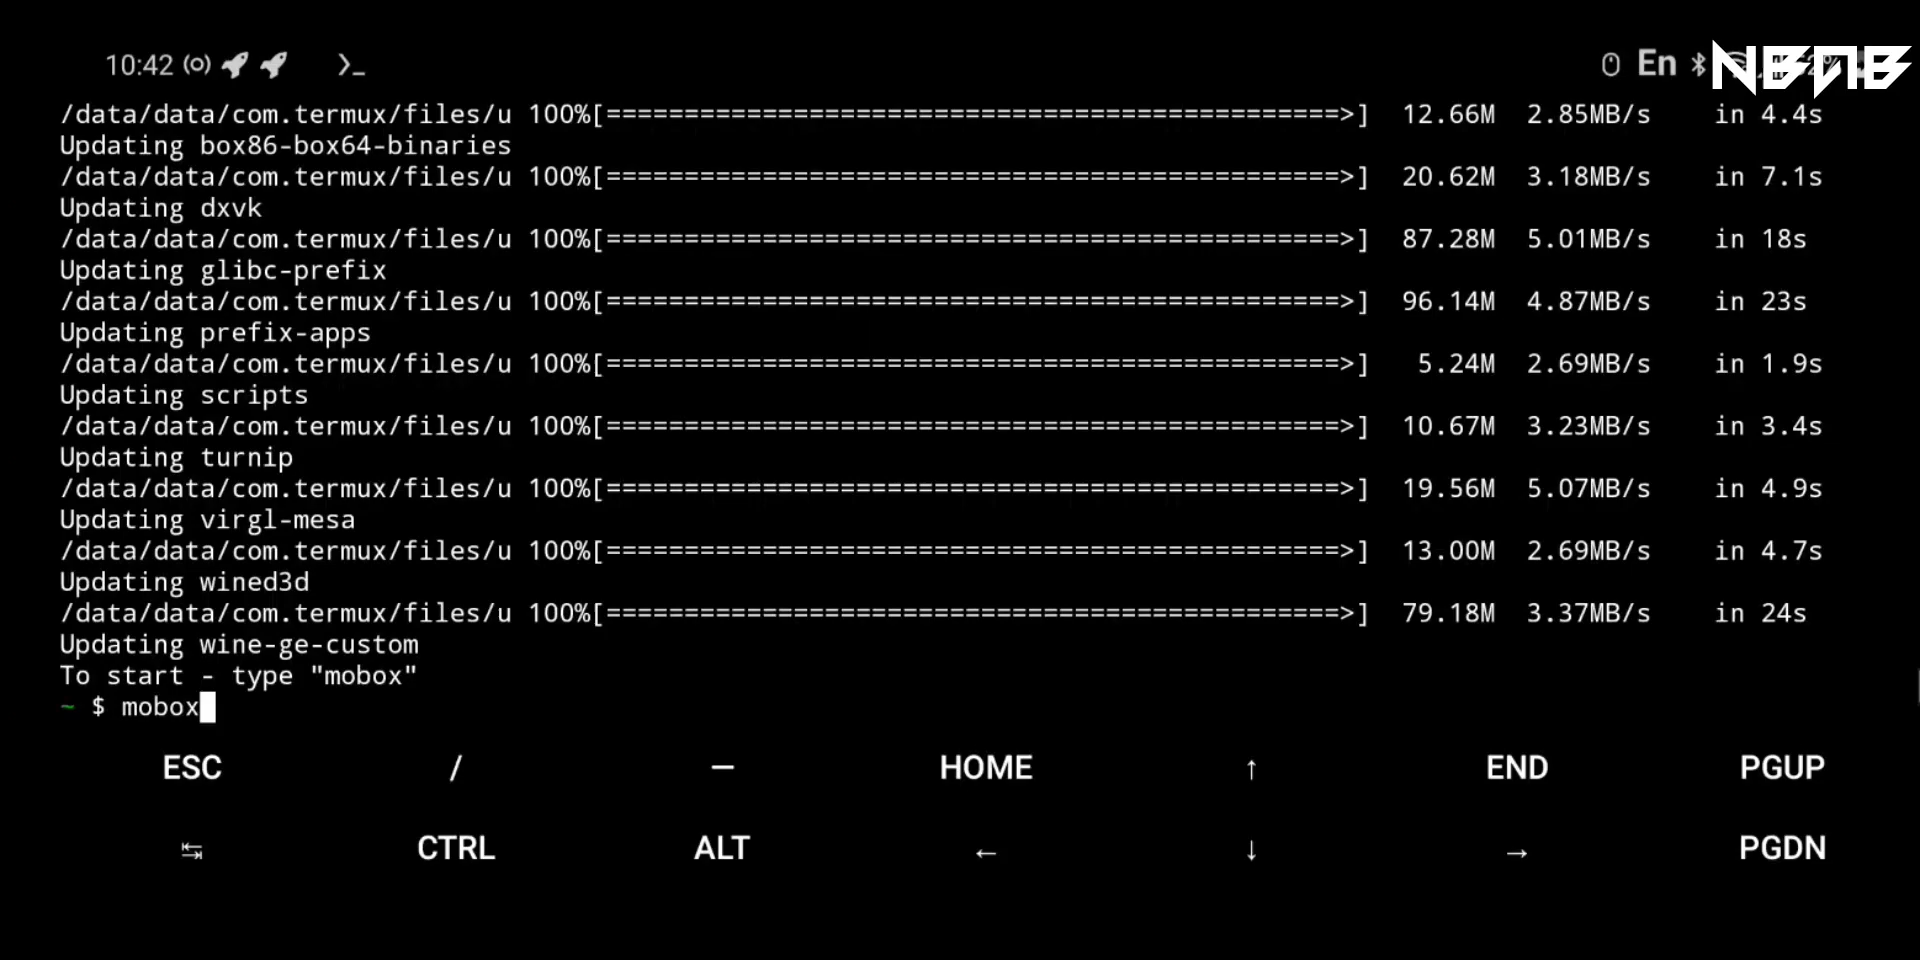 10:42 >_ En
/data/data/com.termux/files/u 100%[===============================================>] 12.66M 2.85MB/s in 4.4s
Updating box86-box64-binaries
/data/data/com.termux/files/u 100%[===============================================>] 20.62M 3.18MB/s in 7.1s
Updating dxvk
/data/data/com.termux/files/u 100%[===============================================>] 87.28M 5.01MB/s in 18s
Updating glibc-prefix
/data/data/com.termux/files/u 100%[===============================================>] 96.14M 4.87MB/s in 23s
Updating prefix-apps
/data/data/com.termux/files/u 100%[===============================================>] 5.24M 2.69MB/s in 1.9s
Updating scripts
/data/data/com.termux/files/u 100%[===============================================>] 10.67M 3.23MB/s in 3.4s
Updating turnip
/data/data/com.termux/files/u 100%[===============================================>] 19.56M 5.07MB/s in 4.9s
Updating virgl-mesa
/data/data/com.termux/files/u 100%[===============================================>] 13.00M 2.69MB/s in 4.7s
Updating wined3d
/data/data/com.termux/files/u 100%[===============================================>] 79.18M 3.37MB/s in 24s
Updating wine-ge-custom
To start - type "mobox"
~ $ mobox
ESC / — HOME ↑ END PGUP
↹ CTRL ALT ← ↓ → PGDN